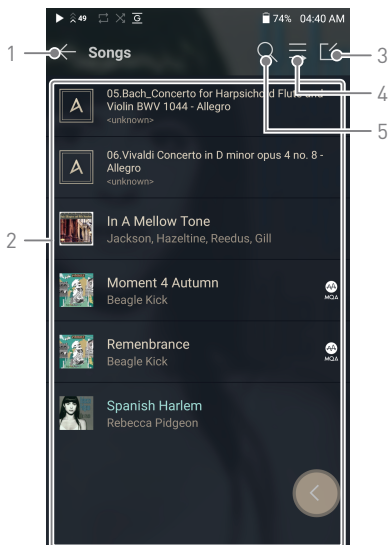 49 G 74% 04:40 AM
1 Songs 3
4
5
05.Bach_Concerto for Harpsichord Flute and
Violin BWV 1044 - Allegro
<unknown>
06.Vivaldi Concerto in D minor opus 4 no. 8 -
Allegro
<unknown>
2
In A Mellow Tone
Jackson, Hazeltine, Reedus, Gill
Moment 4 Autumn
Beagle Kick
MQA
Remenbrance
Beagle Kick
MQA
Spanish Harlem
Rebecca Pidgeon